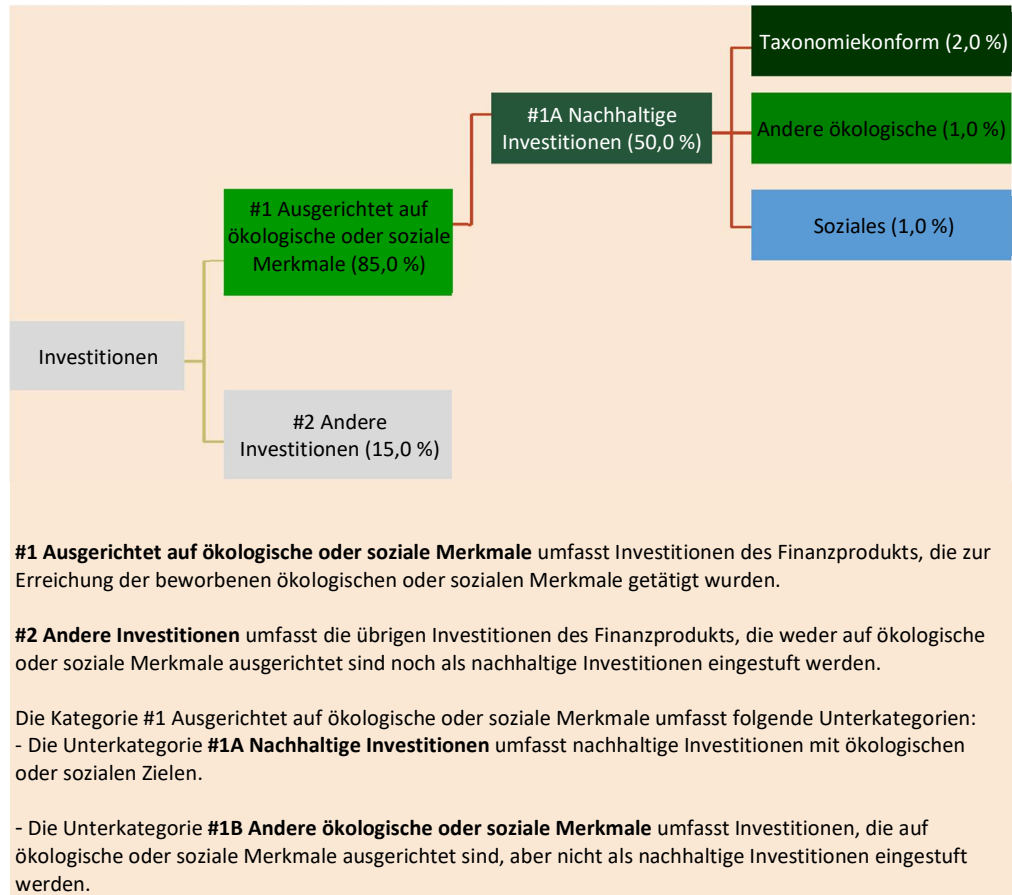 Taxonomiekonform (2,0 %)
#1A Nachhaltige
Investitionen (50,0 %)
Andere ökologische (1,0 %)
#1 Ausgerichtet auf
ökologische oder soziale
Merkmale (85,0 %)
Soziales (1,0 %)
Investitionen
#2 Andere
Investitionen (15,0 %)
#1 Ausgerichtet auf ökologische oder soziale Merkmale umfasst Investitionen des Finanzprodukts, die zur
Erreichung der beworbenen ökologischen oder sozialen Merkmale getätigt wurden.
#2 Andere Investitionen umfasst die übrigen Investitionen des Finanzprodukts, die weder auf ökologische
oder soziale Merkmale ausgerichtet sind noch als nachhaltige Investitionen eingestuft werden.
Die Kategorie #1 Ausgerichtet auf ökologische oder soziale Merkmale umfasst folgende Unterkategorien:
- Die Unterkategorie #1A Nachhaltige Investitionen umfasst nachhaltige Investitionen mit ökologischen
oder sozialen Zielen.
- Die Unterkategorie #1B Andere ökologische oder soziale Merkmale umfasst Investitionen, die auf
ökologische oder soziale Merkmale ausgerichtet sind, aber nicht als nachhaltige Investitionen eingestuft
werden.